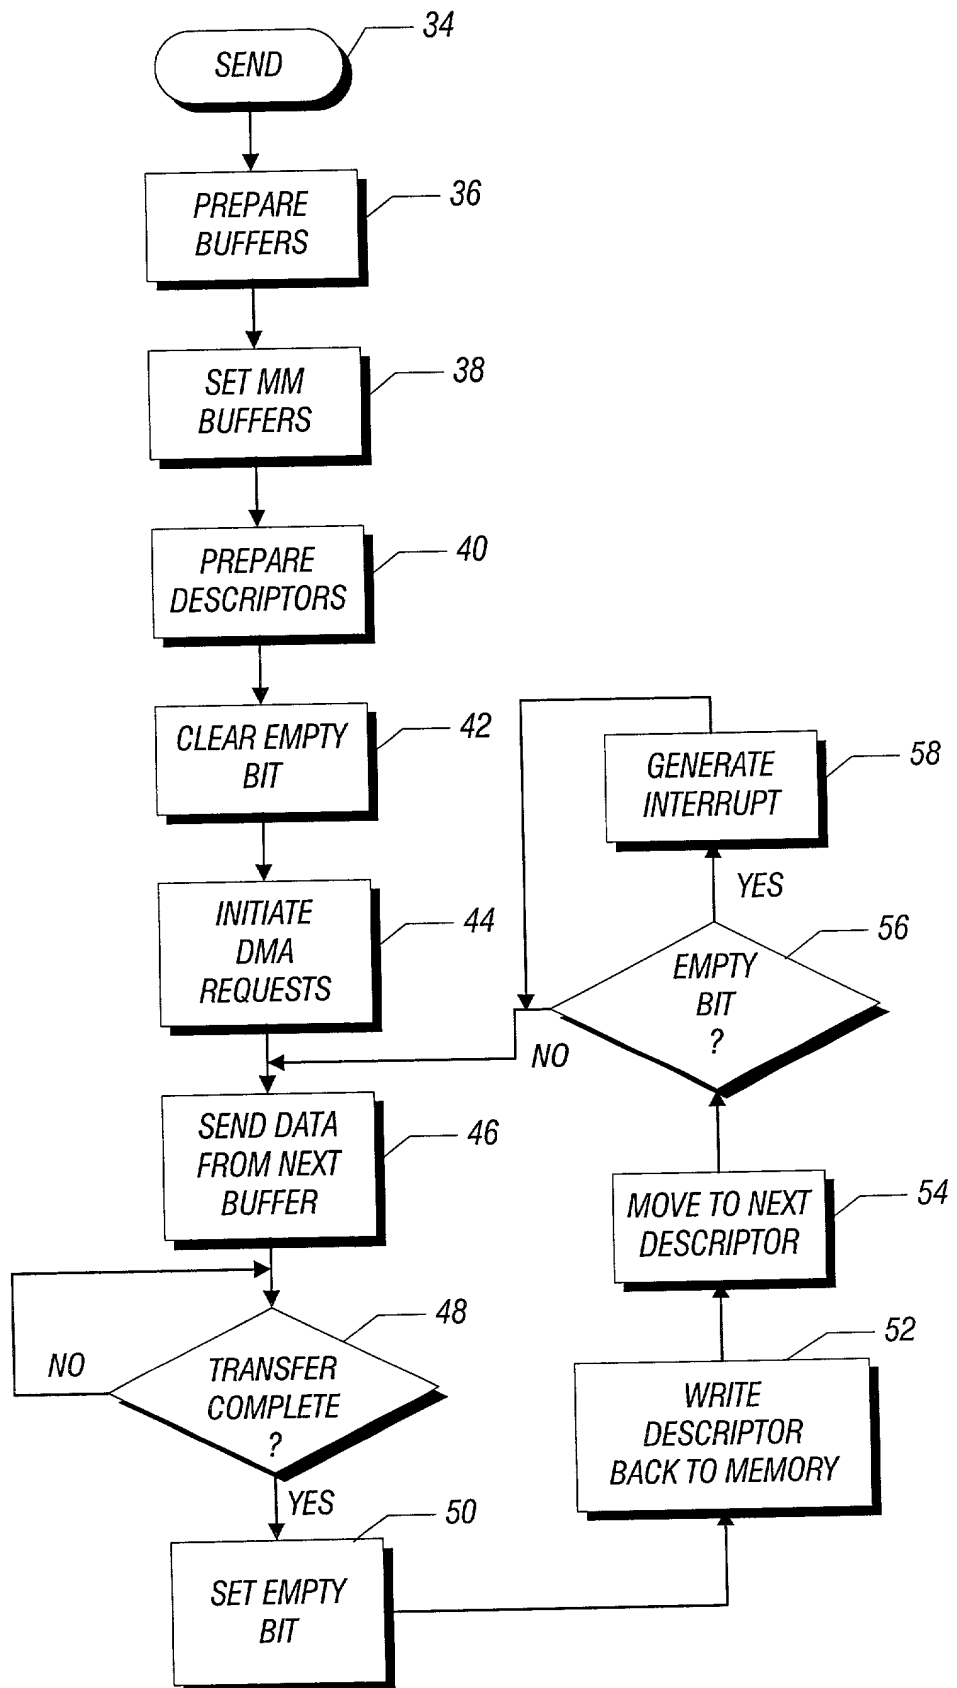 SEND
34
PREPARE
BUFFERS
36
SET MM
BUFFERS
38
PREPARE
DESCRIPTORS
40
CLEAR EMPTY
BIT
42
INITIATE
DMA
REQUESTS
44
SEND DATA
FROM NEXT
BUFFER
46
TRANSFER
COMPLETE
?
48
NO
YES
SET EMPTY
BIT
50
WRITE
DESCRIPTOR
BACK TO MEMORY
52
MOVE TO NEXT
DESCRIPTOR
54
EMPTY
BIT
?
56
NO
YES
GENERATE
INTERRUPT
58